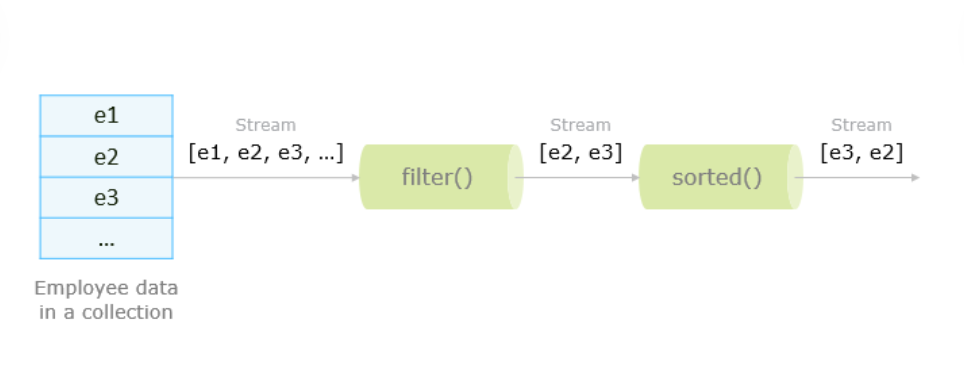 e1
e2
e3
...
Employee data
in a collection
Stream
[e1, e2, e3, ...]
filter()
Stream
[e2, e3]
sorted()
Stream
[e3, e2]